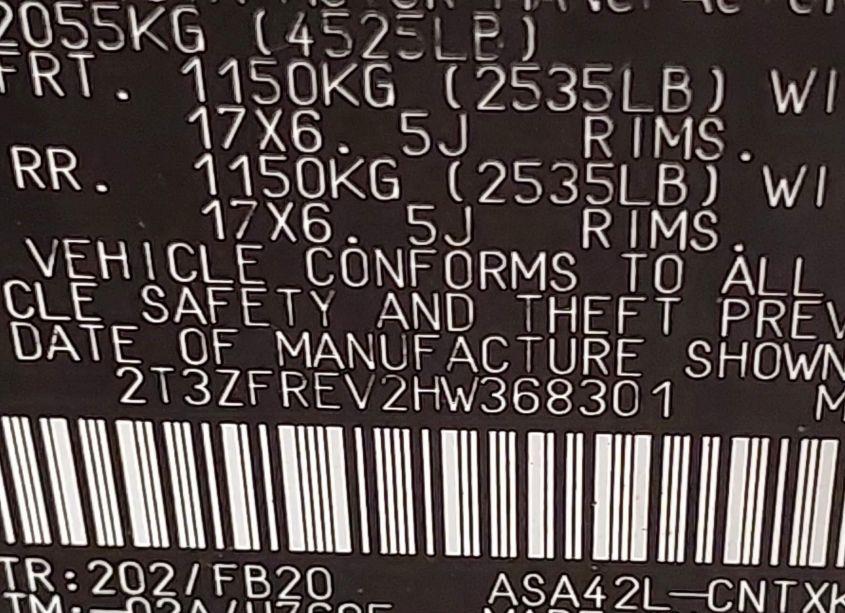 2055KG (4525LB)
FRT. 1150KG (2535LB) WI
17X6. 5J RIMS.
RR. 1150KG (2535LB) WI
17X6. 5J RIMS.
VEHICLE CONFORMS TO ALL
CLE SAFETY AND THEFT PREV
DATE OF MANUFACTURE SHOWN
2T3ZFREV2HW368301 M
TR:202/FB20 ASA42L-CNTXK